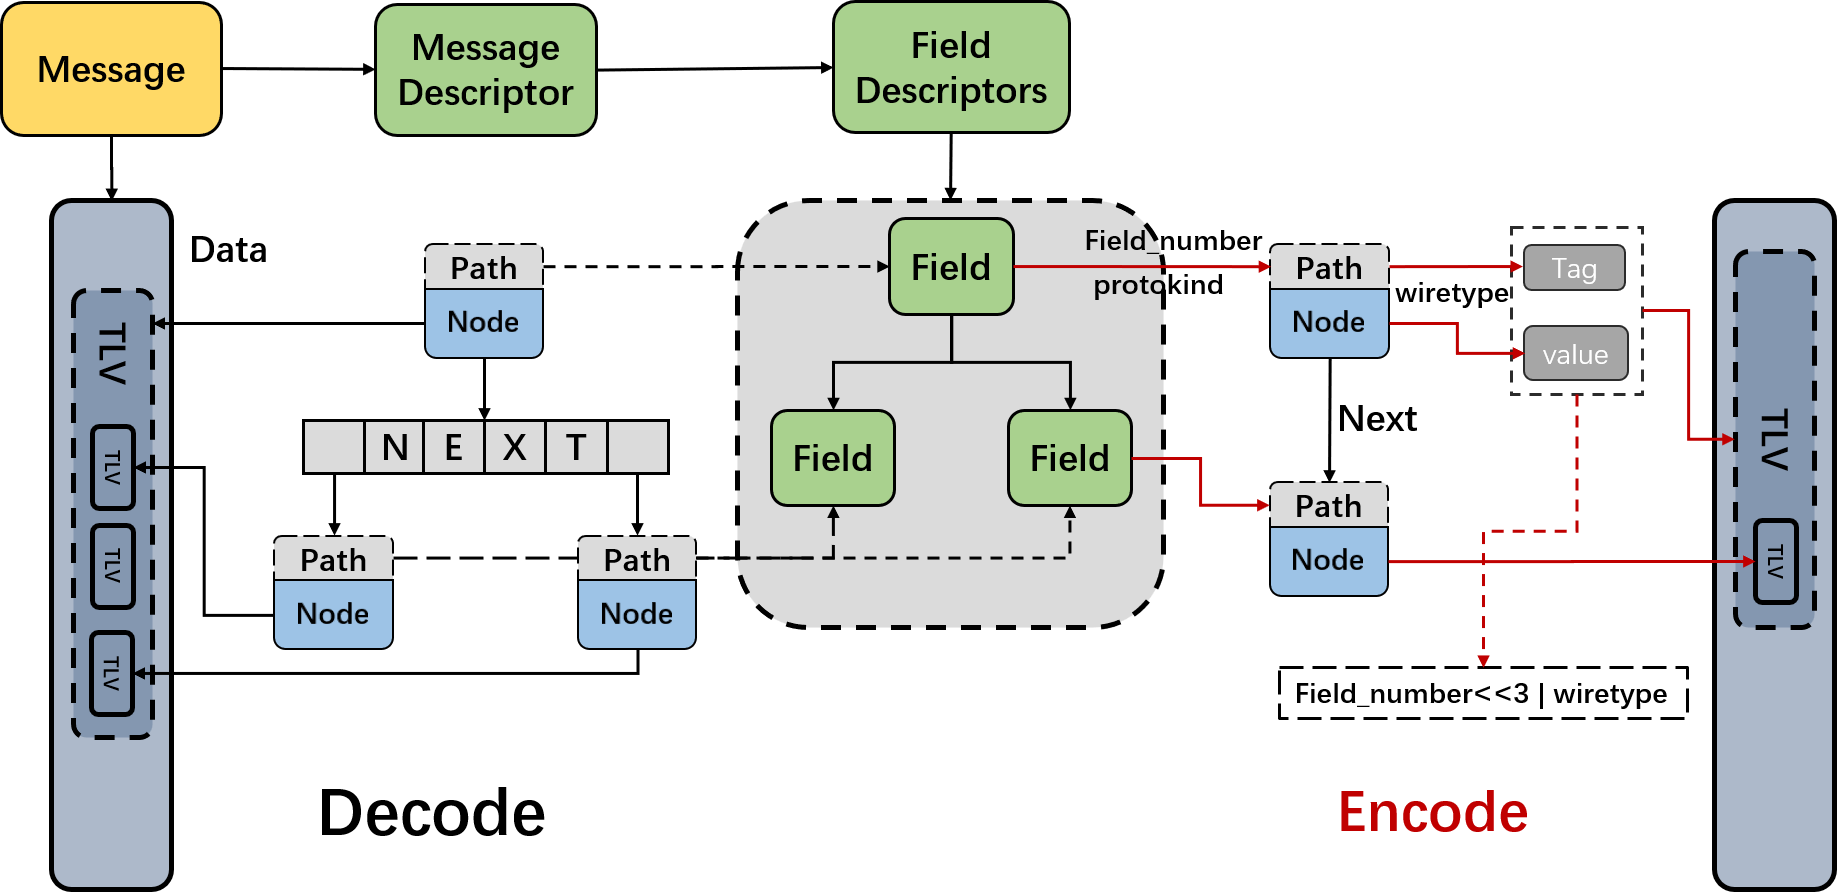 Message
Message
Descriptor
Field
Descriptors
Data
Path
Node
Field
Field_number
protokind
Path
Node
wiretype
Tag
value
TLV
TLV
TLV
TLV
N E X T
Field
Field
Next
Path
Node
Path
Node
Path
Node
TLV
TLV
Field_number<<3 | wiretype
Decode
Encode